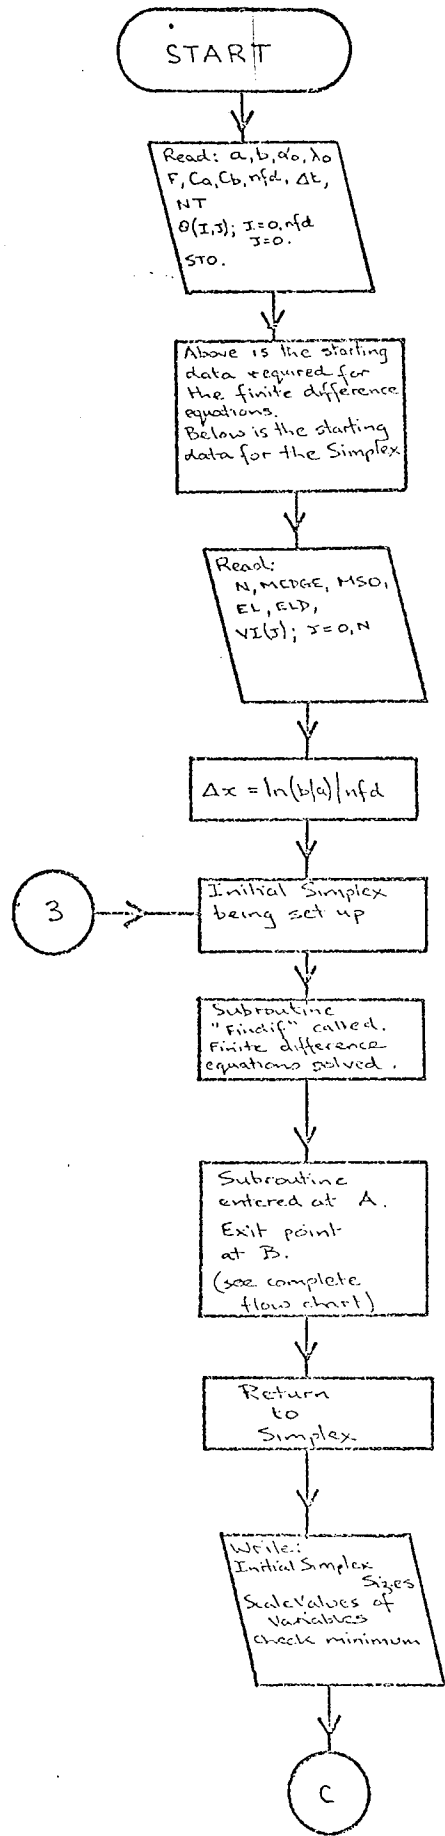 START
Read: a, b, α₀, λ₀
F, Ca, Cb, nfd, Δt,
NT
θ(I,J); I=0,nfd
J=0.
STO.
Above is the starting
data required for
the finite difference
equations.
Below is the starting
data for the Simplex
Read:
N, MEDGE, MSO,
EL, ELD,
VI(J); J=0,N
Δx = ln(b/a)/nfd
3
Initial Simplex
being set up
Subroutine
"Findif" called.
Finite difference
equations solved.
Subroutine
entered at A.
Exit point
at B.
(see complete
flow chart)
Return
to
Simplex
Write:
Initial Simplex
Sizes
Scale Values of
Variables
Check minimum
C